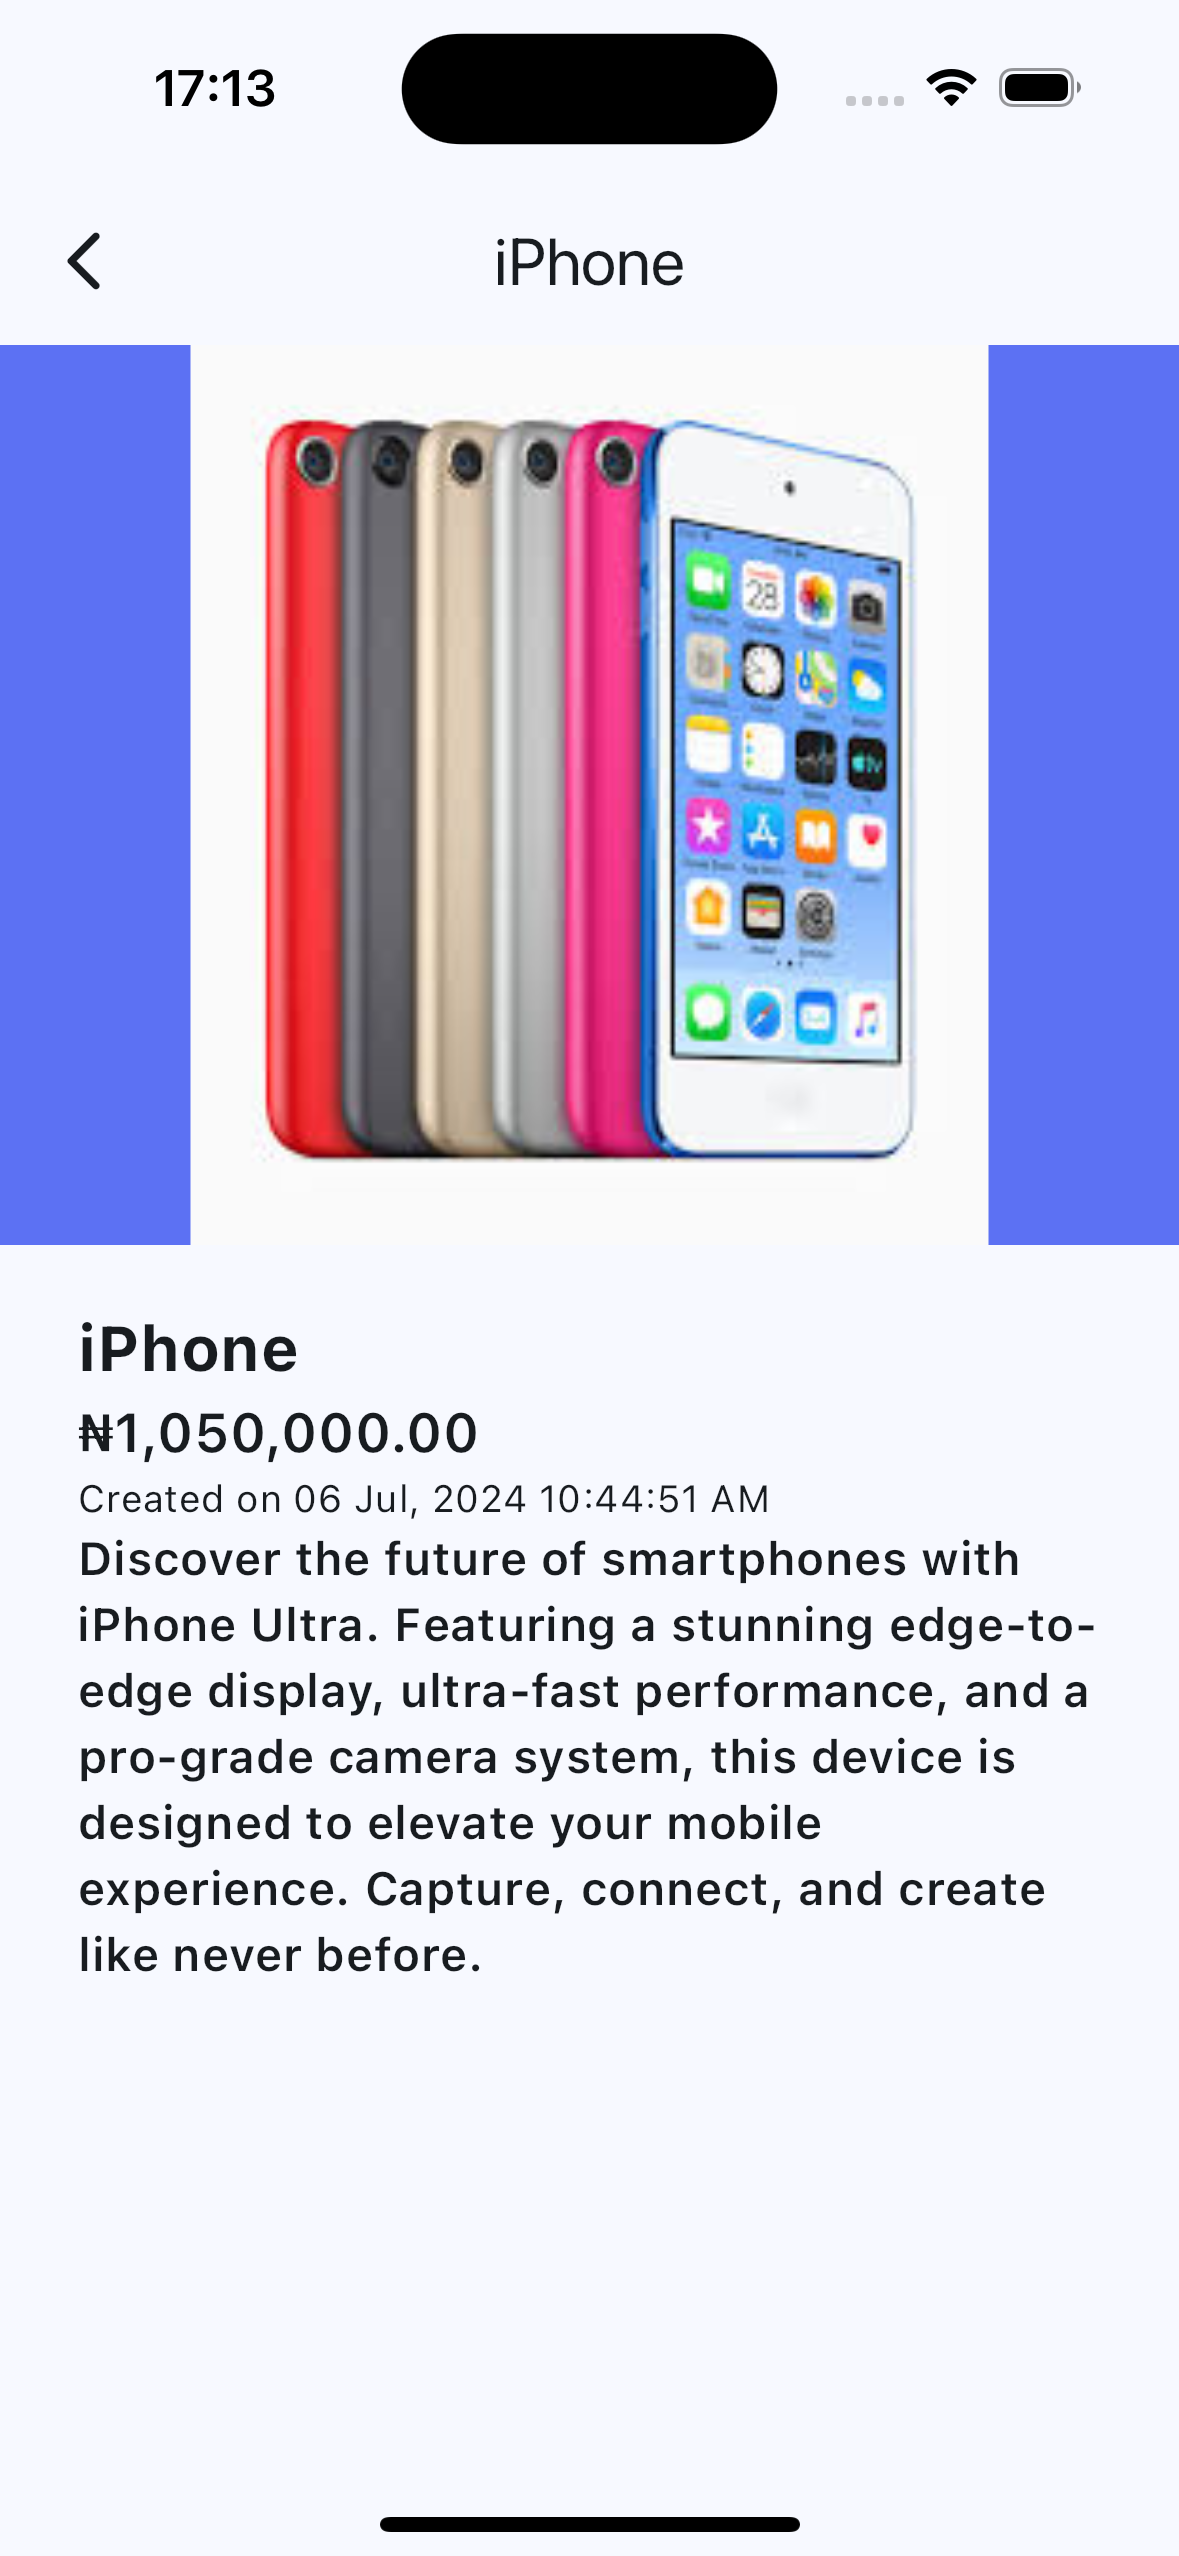 17:13
iPhone
28
tv
iPhone
₦1,050,000.00
Created on 06 Jul, 2024 10:44:51 AM
Discover the future of smartphones with
iPhone Ultra. Featuring a stunning edge-to-
edge display, ultra-fast performance, and a
pro-grade camera system, this device is
designed to elevate your mobile
experience. Capture, connect, and create
like never before.